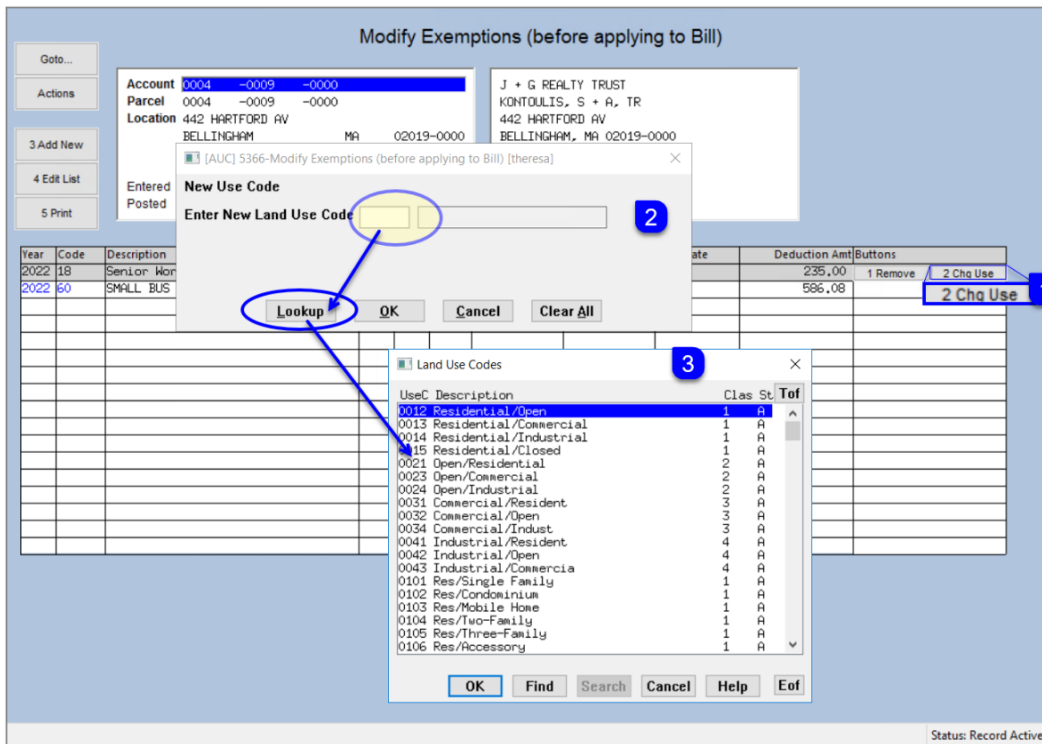 Modify Exemptions (before applying to Bill)
Goto...
Actions
3 Add New
4 Edit List
5 Print
Account 0004 -0009 -0000
Parcel 0004 -0009 -0000
Location 442 HARTFORD AV
BELLINGHAM MA 02019-0000
Entered
Posted
J + G REALTY TRUST
KONTOULIS, S + A, TR
442 HARTFORD AV
BELLINGHAM, MA 02019-0000
[AUC] 5366-Modify Exemptions (before applying to Bill) [theresa]
New Use Code
Enter New Land Use Code
2
Lookup OK Cancel Clear All
Year Code Description ate Deduction Amt Buttons
2022 18 Senior Wor 235.00 1 Remove 2 Chg Use
2022 60 SMALL BUS 586.08
2 Chg Use
1
Land Use Codes
3
UseC Description Clas St Tof
0012 Residential/Open 1 A
0013 Residential/Commercial 1 A
0014 Residential/Industrial 1 A
0015 Residential/Closed 1 A
0021 Open/Residential 2 A
0023 Open/Commercial 2 A
0024 Open/Industrial 2 A
0031 Commercial/Resident 3 A
0032 Commercial/Open 3 A
0034 Commercial/Indust 3 A
0041 Industrial/Resident 4 A
0042 Industrial/Open 4 A
0043 Industrial/Commercia 4 A
0101 Res/Single Family 1 A
0102 Res/Condominium 1 A
0103 Res/Mobile Home 1 A
0104 Res/Two-Family 1 A
0105 Res/Three-Family 1 A
0106 Res/Accessory 1 A
OK Find Search Cancel Help Eof
Status: Record Active